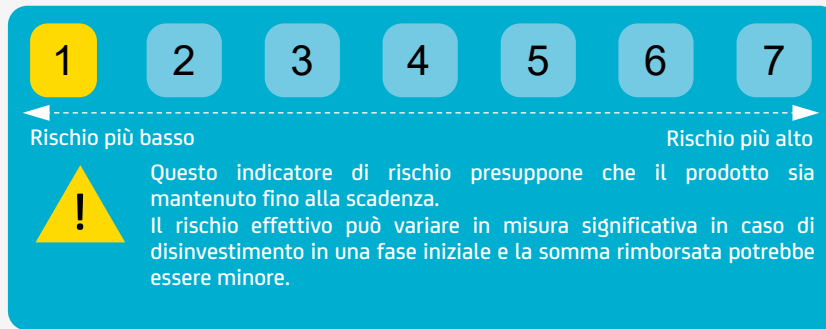 1 2 3 4 5 6 7
Rischio più basso Rischio più alto
! Questo indicatore di rischio presuppone che il prodotto sia
mantenuto fino alla scadenza.
Il rischio effettivo può variare in misura significativa in caso di
disinvestimento in una fase iniziale e la somma rimborsata potrebbe
essere minore.